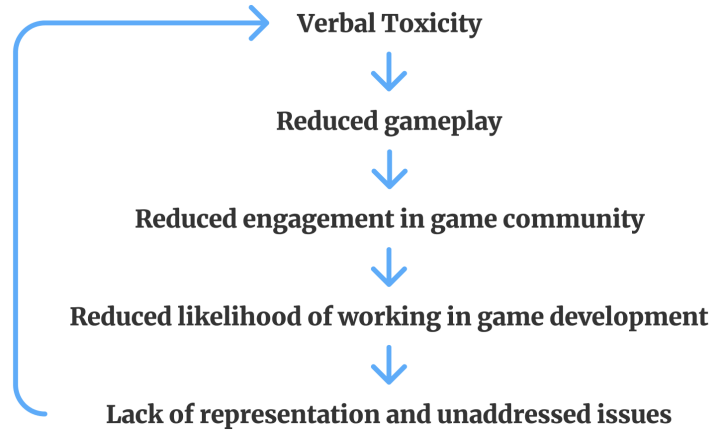 Verbal Toxicity
Reduced gameplay
Reduced engagement in game community
Reduced likelihood of working in game development
Lack of representation and unaddressed issues